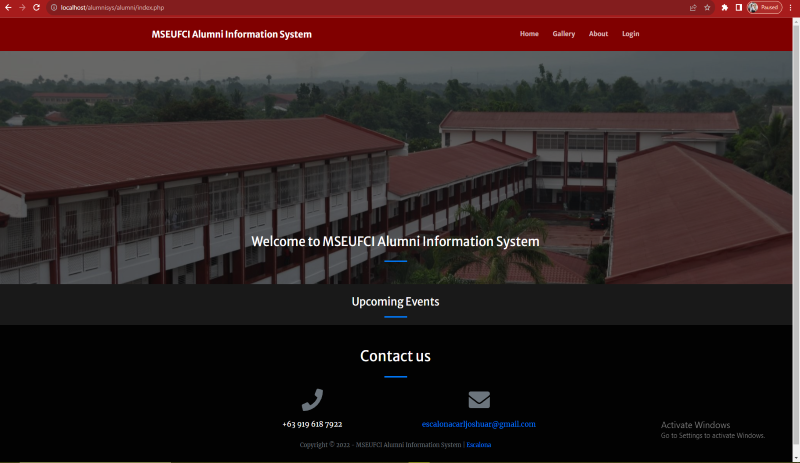 localhost/alumnisys/alumni/index.php
Paused
MSEUFCI Alumni Information System
Home Gallery About Login
Welcome to MSEUFCI Alumni Information System
Upcoming Events
Contact us
+63 919 618 7922
escalonacarljoshuar@gmail.com
Copyright © 2022 - MSEUFCI Alumni Information System | Escalona
Activate Windows
Go to Settings to activate Windows.